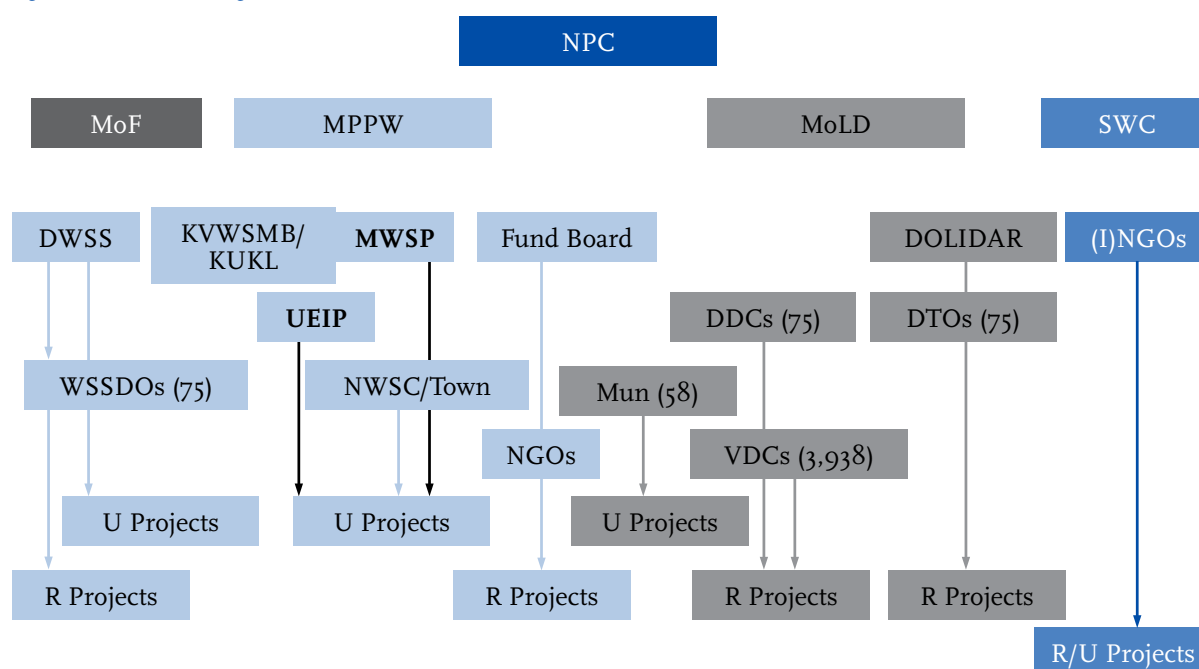 NPC
MoF
MPPW
MoLD
SWC
DWSS
KVWSMB/
KUKL
MWSP
Fund Board
DOLIDAR
(I)NGOs
UEIP
DDCs (75)
DTOs (75)
WSSDOs (75)
NWSC/Town
Mun (58)
NGOs
VDCs (3,938)
U Projects
U Projects
U Projects
R Projects
R Projects
R Projects
R Projects
R/U Projects